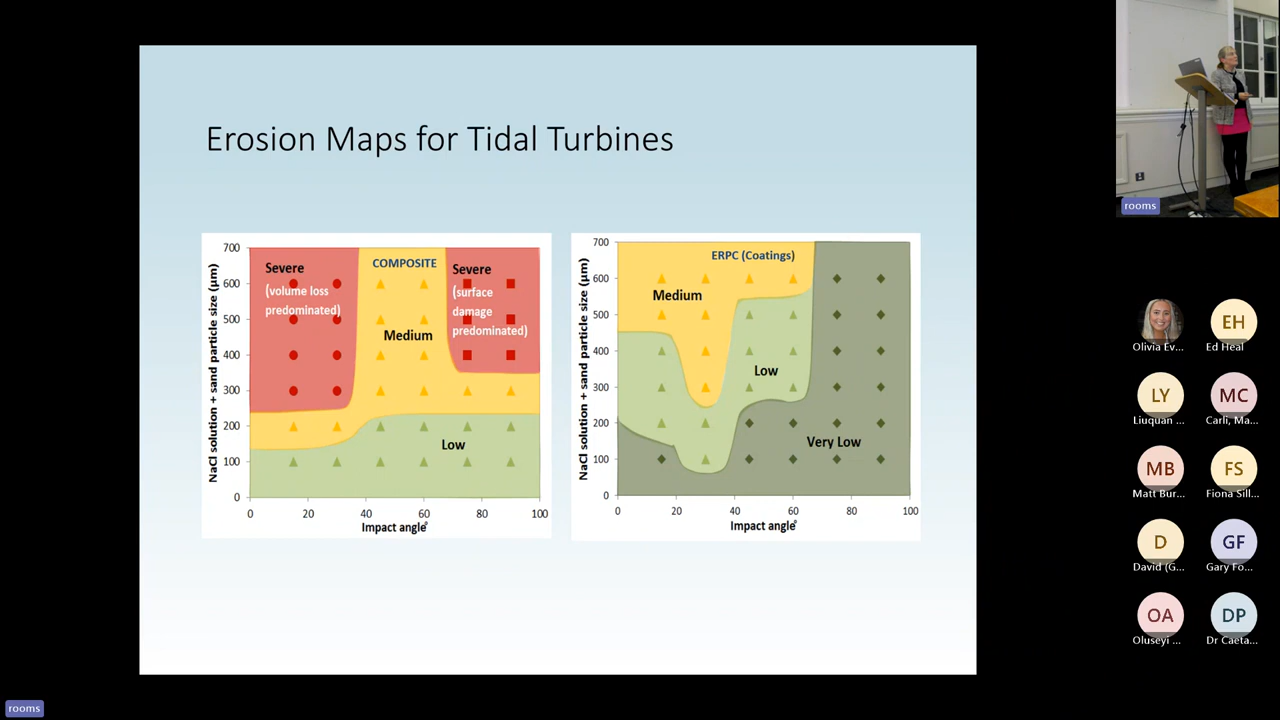 Erosion Maps for Tidal Turbines
NaCl solution + sand particle size (µm)
700
600
500
400
300
200
100
0
0 20 40 60 80 100
Impact angle°
COMPOSITE
Severe
(volume loss
predominated)
Severe
(surface
damage
predominated)
Medium
Low
NaCl solution + sand particle size (µm)
700
600
500
400
300
200
100
0
0 20 40 60 80 100
Impact angle°
ERPC (Coatings)
Medium
Low
Very Low
rooms
Olivia Ev...
EH
Ed Heal
LY
Liuquan ...
MC
Carli, Ma...
MB
Matt Bur...
FS
Fiona Sill...
D
David (G...
GF
Gary Fo...
OA
Oluseyi ...
DP
Dr Caeta...
rooms